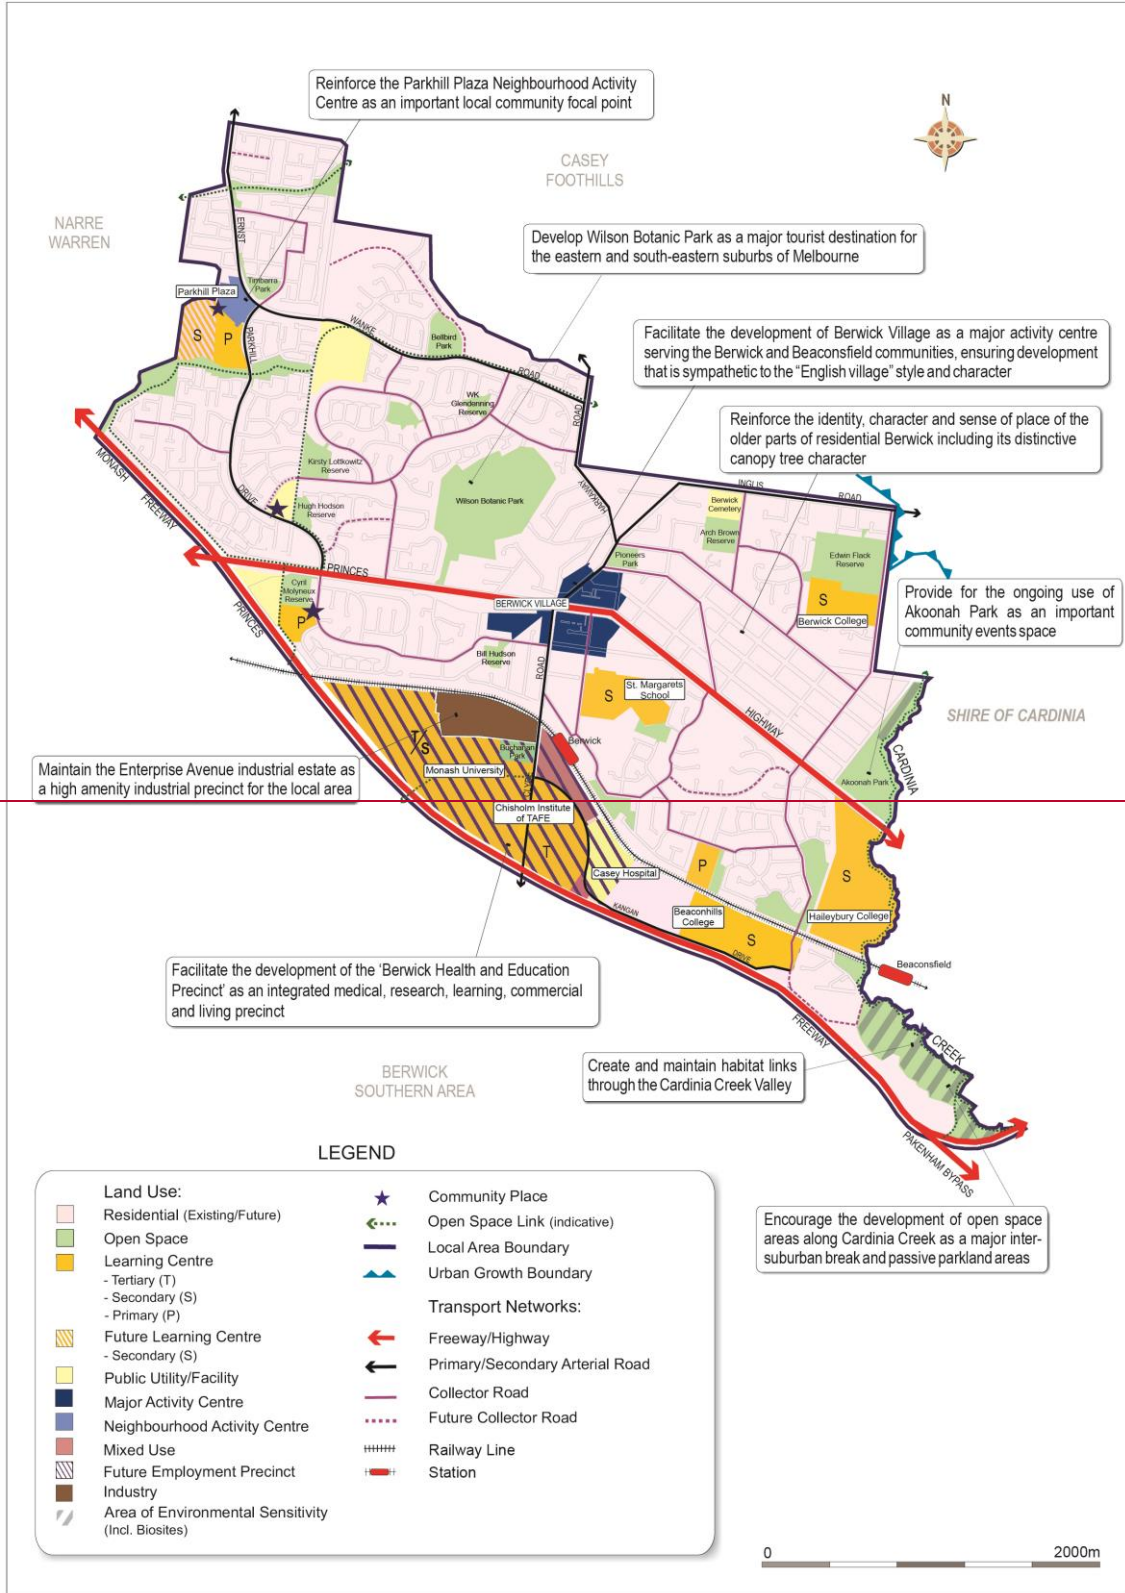 Reinforce the Parkhill Plaza Neighbourhood Activity
Centre as an important local community focal point
N
CASEY
FOOTHILLS
NARRE
WARREN
Develop Wilson Botanic Park as a major tourist destination for
the eastern and south-eastern suburbs of Melbourne
ERNST
Timbarra
Park
Parkhill Plaza
S
P
PARKHILL
DRIVE
WANKE
ROAD
Bellbird
Park
Facilitate the development of Berwick Village as a major activity centre
serving the Berwick and Beaconsfield communities, ensuring development
that is sympathetic to the “English village” style and character
WK
Glendenning
Reserve
ROAD
HARKAWAY
Reinforce the identity, character and sense of place of the
older parts of residential Berwick including its distinctive
canopy tree character
MONASH
FREEWAY
Kirsty Lottkowitz
Reserve
Wilson Botanic Park
INGLIS
ROAD
Berwick
Cemetery
Hugh Hodson
Reserve
Arch Brown
Reserve
Edwin Flack
Reserve
Pioneers
Park
PRINCES
Cyril
Molyneux
Reserve
P
PRINCES
BERWICK VILLAGE
S
Berwick College
Provide for the ongoing use of
Akoonah Park as an important
community events space
Bill Hudson
Reserve
ROAD
St. Margarets
School
S
HIGHWAY
SHIRE OF CARDINIA
CARDINIA
T/S
Buchanan
Park
Berwick
Monash University
Maintain the Enterprise Avenue industrial estate as
a high amenity industrial precinct for the local area
CLYDE
Akoonah Park
Chisholm Institute
of TAFE
T
Casey Hospital
P
S
KANGAN
DRIVE
Beaconhills
College
S
Haileybury College
Beaconsfield
Facilitate the development of the ‘Berwick Health and Education
Precinct’ as an integrated medical, research, learning, commercial
and living precinct
FREEWAY
CREEK
BERWICK
SOUTHERN AREA
Create and maintain habitat links
through the Cardinia Creek Valley
PAKENHAM BYPASS
Encourage the development of open space
areas along Cardinia Creek as a major inter-
suburban break and passive parkland areas
LEGEND
Land Use:
Residential (Existing/Future)
Open Space
Learning Centre
- Tertiary (T)
- Secondary (S)
- Primary (P)
Future Learning Centre
- Secondary (S)
Public Utility/Facility
Major Activity Centre
Neighbourhood Activity Centre
Mixed Use
Future Employment Precinct
Industry
Area of Environmental Sensitivity
(Incl. Biosites)
Community Place
Open Space Link (indicative)
Local Area Boundary
Urban Growth Boundary
Transport Networks:
Freeway/Highway
Primary/Secondary Arterial Road
Collector Road
Future Collector Road
Railway Line
Station
0
2000m